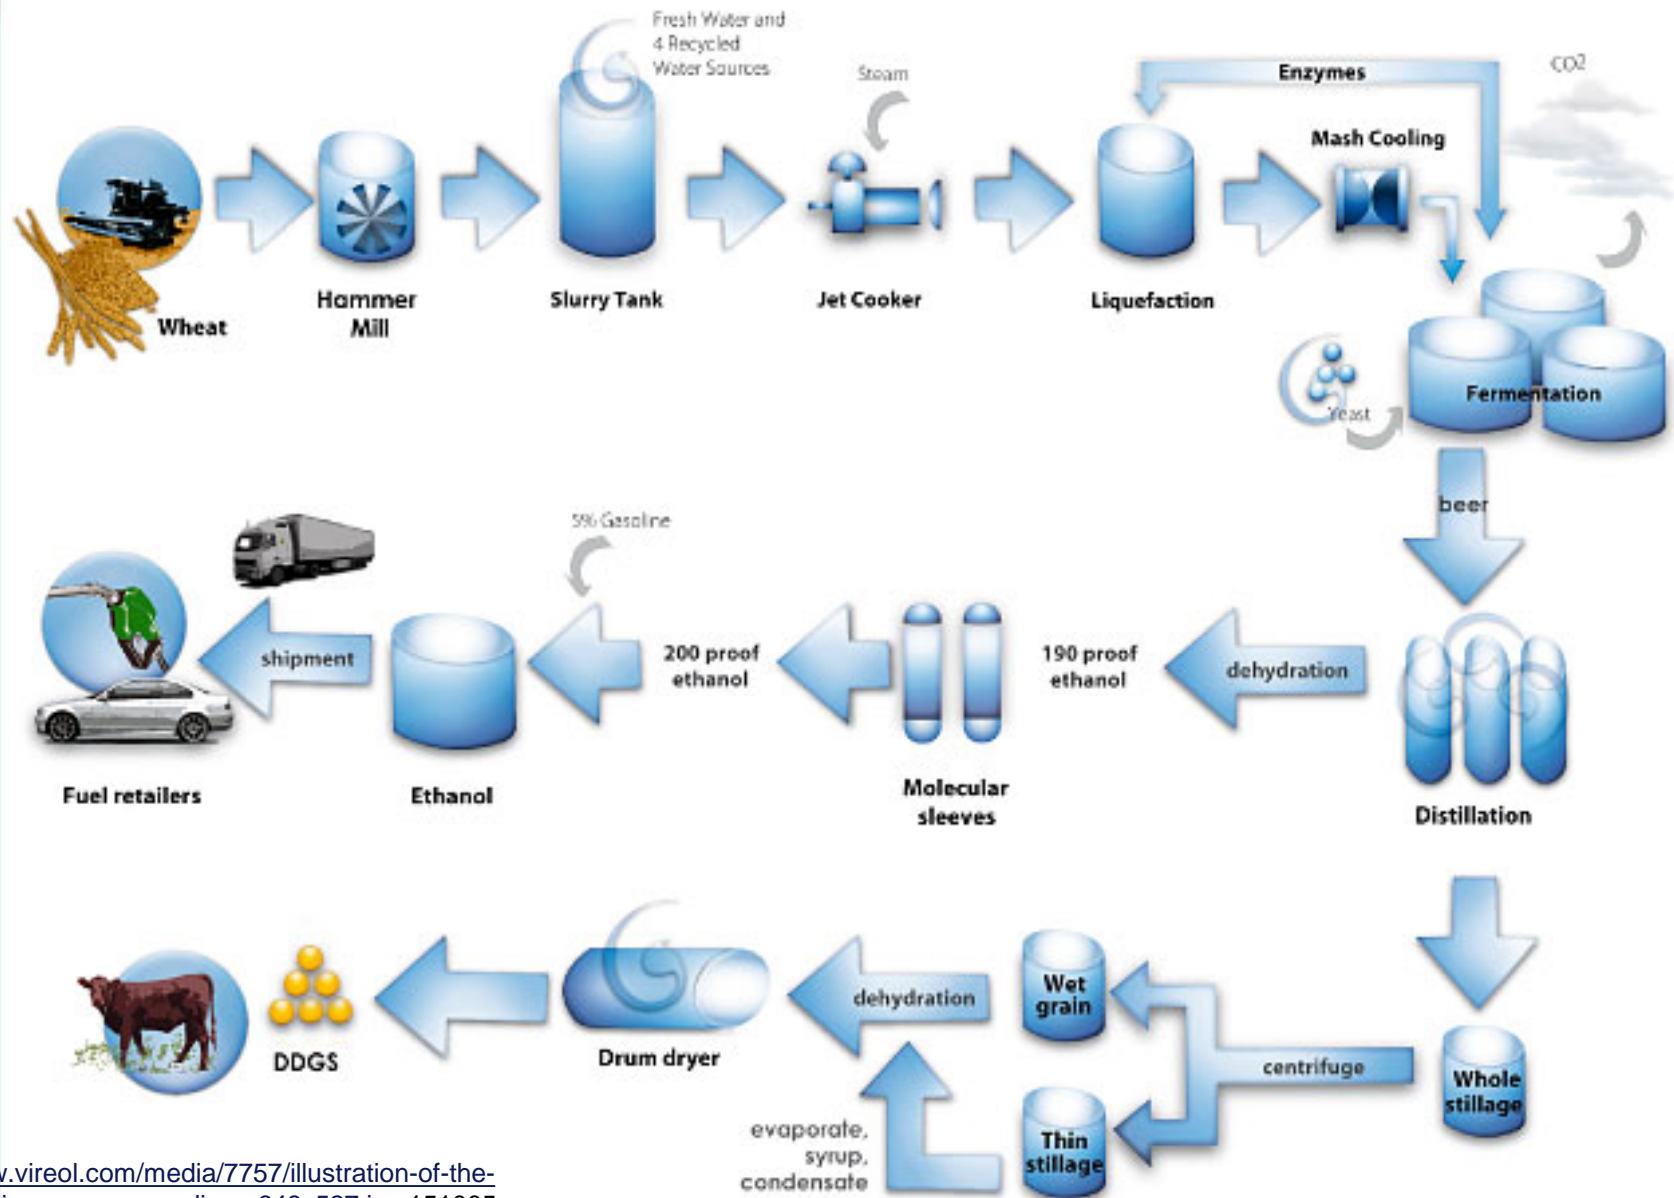 Fresh Water and
4 Recycled
Water Sources
Steam
Enzymes
CO2
Mash Cooling
Wheat
Hammer
Mill
Slurry Tank
Jet Cooker
Liquefaction
Yeast
Fermentation
beer
5% Gasoline
shipment
200 proof
ethanol
190 proof
ethanol
dehydration
Fuel retailers
Ethanol
Molecular
sleeves
Distillation
DDGS
Drum dryer
dehydration
Wet
grain
centrifuge
Whole
stillage
Thin
stillage
evaporate,
syrup,
condensate
w.vireol.com/media/7757/illustration-of-the-